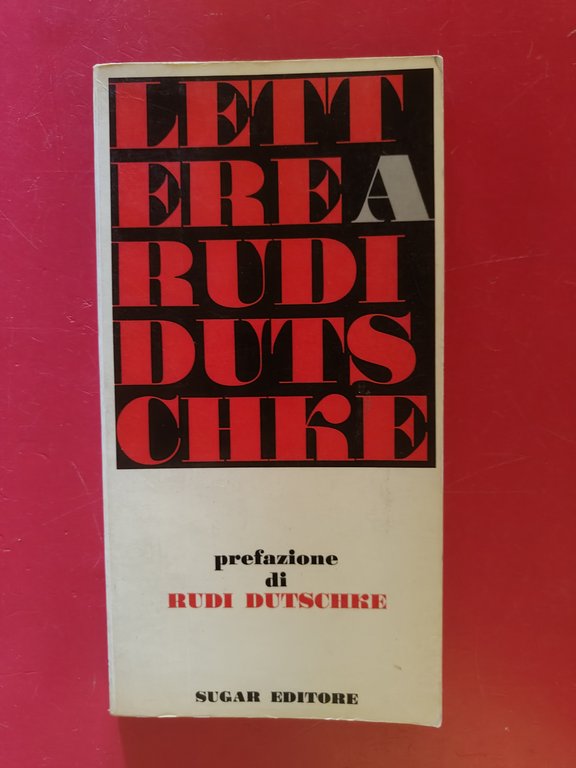 LETT
EREA
RUDI
DUTS
CHKE
prefazione
di
RUDI DUTSCHKE
SUGAR EDITORE